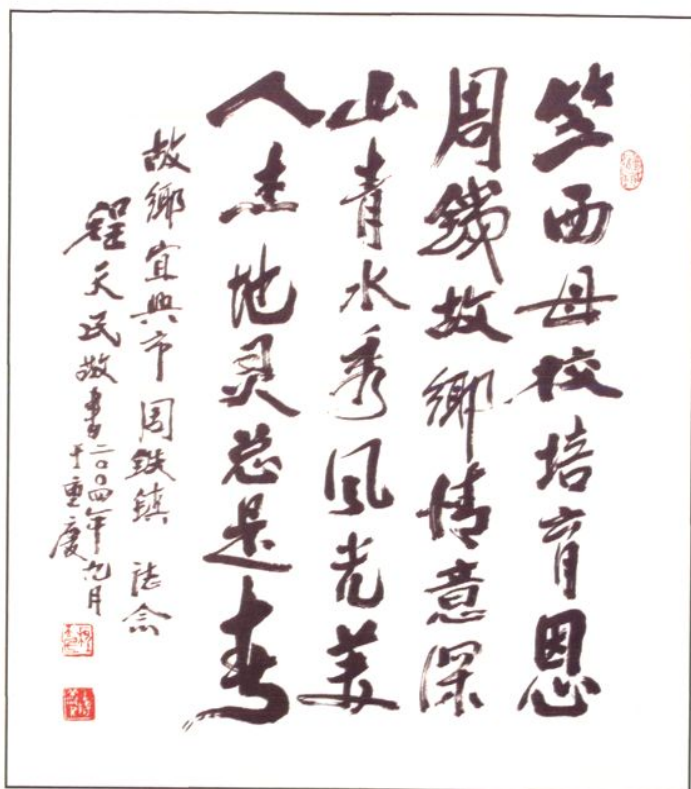 竺西母校培育恩
周鐵故鄉情意深
山青水秀风光美
人杰地灵总是春
故鄉宜興市周鉄鎮 誌念
程天民敬書二〇〇四年九月
于重慶